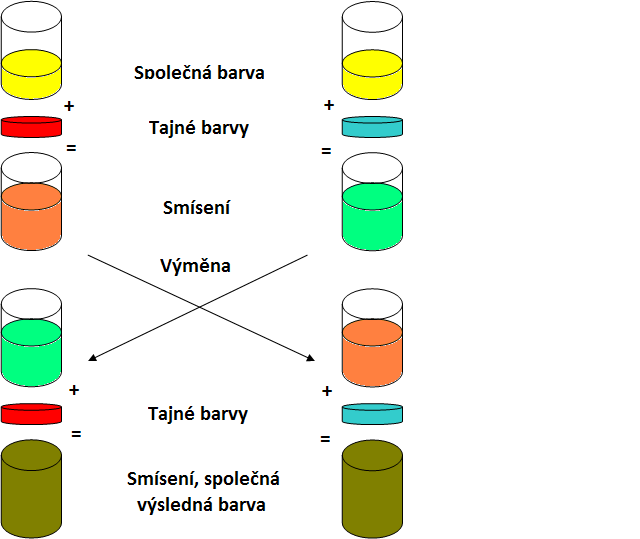 Společná barva
+ +
Tajné barvy
= =
Smísení
Výměna
+ +
Tajné barvy
= =
Smísení, společná
výsledná barva